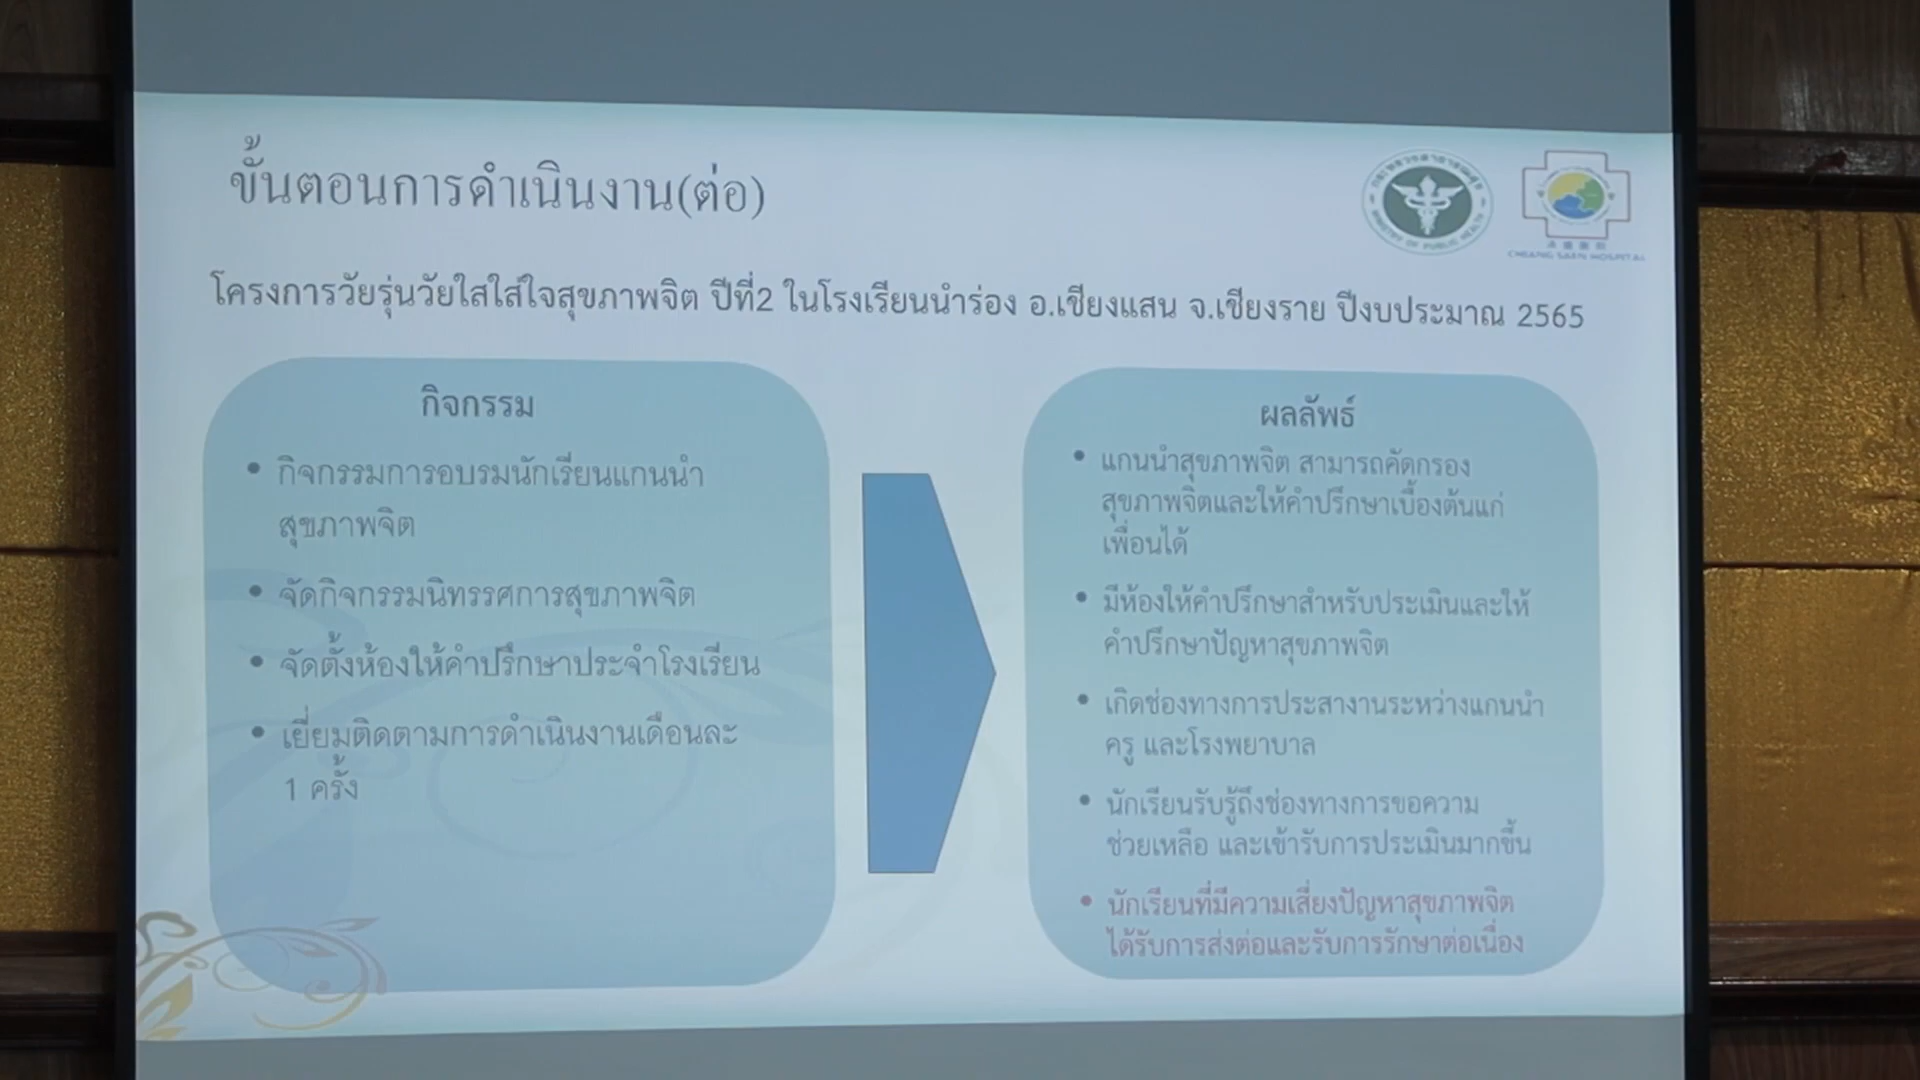 ขั้นตอนการดำเนินงาน(ต่อ)
MINISTRY OF PUBLIC HEALTH
CHIANG SAEN HOSPITAL
โครงการวัยรุ่นวัยใสใส่ใจสุขภาพจิต ปีที่2 ในโรงเรียนนำร่อง อ.เชียงแสน จ.เชียงราย ปีงบประมาณ 2565
กิจกรรม
• กิจกรรมการอบรมนักเรียนแกนนำ
สุขภาพจิต
• จัดกิจกรรมนิทรรศการสุขภาพจิต
• จัดตั้งห้องให้คำปรึกษาประจำโรงเรียน
• เยี่ยมติดตามการดำเนินงานเดือนละ
1 ครั้ง
ผลลัพธ์
• แกนนำสุขภาพจิต สามารถคัดกรอง
สุขภาพจิตและให้คำปรึกษาเบื้องต้นแก่
เพื่อนได้
• มีห้องให้คำปรึกษาสำหรับประเมินและให้
คำปรึกษาปัญหาสุขภาพจิต
• เกิดช่องทางการประสางานระหว่างแกนนำ
ครู และโรงพยาบาล
• นักเรียนรับรู้ถึงช่องทางการขอความ
ช่วยเหลือ และเข้ารับการประเมินมากขึ้น
• นักเรียนที่มีความเสี่ยงปัญหาสุขภาพจิต
ได้รับการส่งต่อและรับการรักษาต่อเนื่อง